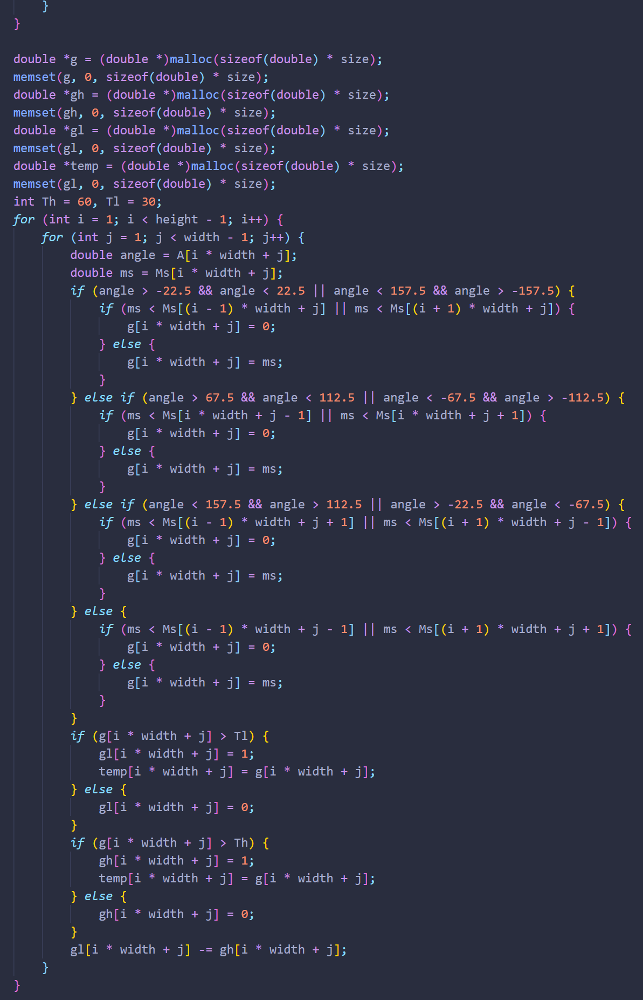 }
}

double *g = (double *)malloc(sizeof(double) * size);
memset(g, 0, sizeof(double) * size);
double *gh = (double *)malloc(sizeof(double) * size);
memset(gh, 0, sizeof(double) * size);
double *gl = (double *)malloc(sizeof(double) * size);
memset(gl, 0, sizeof(double) * size);
double *temp = (double *)malloc(sizeof(double) * size);
memset(gl, 0, sizeof(double) * size);
int Th = 60, Tl = 30;
for (int i = 1; i < height - 1; i++) {
    for (int j = 1; j < width - 1; j++) {
        double angle = A[i * width + j];
        double ms = Ms[i * width + j];
        if (angle > -22.5 && angle < 22.5 || angle < 157.5 && angle > -157.5) {
            if (ms < Ms[(i - 1) * width + j] || ms < Ms[(i + 1) * width + j]) {
                g[i * width + j] = 0;
            } else {
                g[i * width + j] = ms;
            }
        } else if (angle > 67.5 && angle < 112.5 || angle < -67.5 && angle > -112.5) {
            if (ms < Ms[i * width + j - 1] || ms < Ms[i * width + j + 1]) {
                g[i * width + j] = 0;
            } else {
                g[i * width + j] = ms;
            }
        } else if (angle < 157.5 && angle > 112.5 || angle > -22.5 && angle < -67.5) {
            if (ms < Ms[(i - 1) * width + j + 1] || ms < Ms[(i + 1) * width + j - 1]) {
                g[i * width + j] = 0;
            } else {
                g[i * width + j] = ms;
            }
        } else {
            if (ms < Ms[(i - 1) * width + j - 1] || ms < Ms[(i + 1) * width + j + 1]) {
                g[i * width + j] = 0;
            } else {
                g[i * width + j] = ms;
            }
        }
        if (g[i * width + j] > Tl) {
            gl[i * width + j] = 1;
            temp[i * width + j] = g[i * width + j];
        } else {
            gl[i * width + j] = 0;
        }
        if (g[i * width + j] > Th) {
            gh[i * width + j] = 1;
            temp[i * width + j] = g[i * width + j];
        } else {
            gh[i * width + j] = 0;
        }
        gl[i * width + j] -= gh[i * width + j];
    }
}